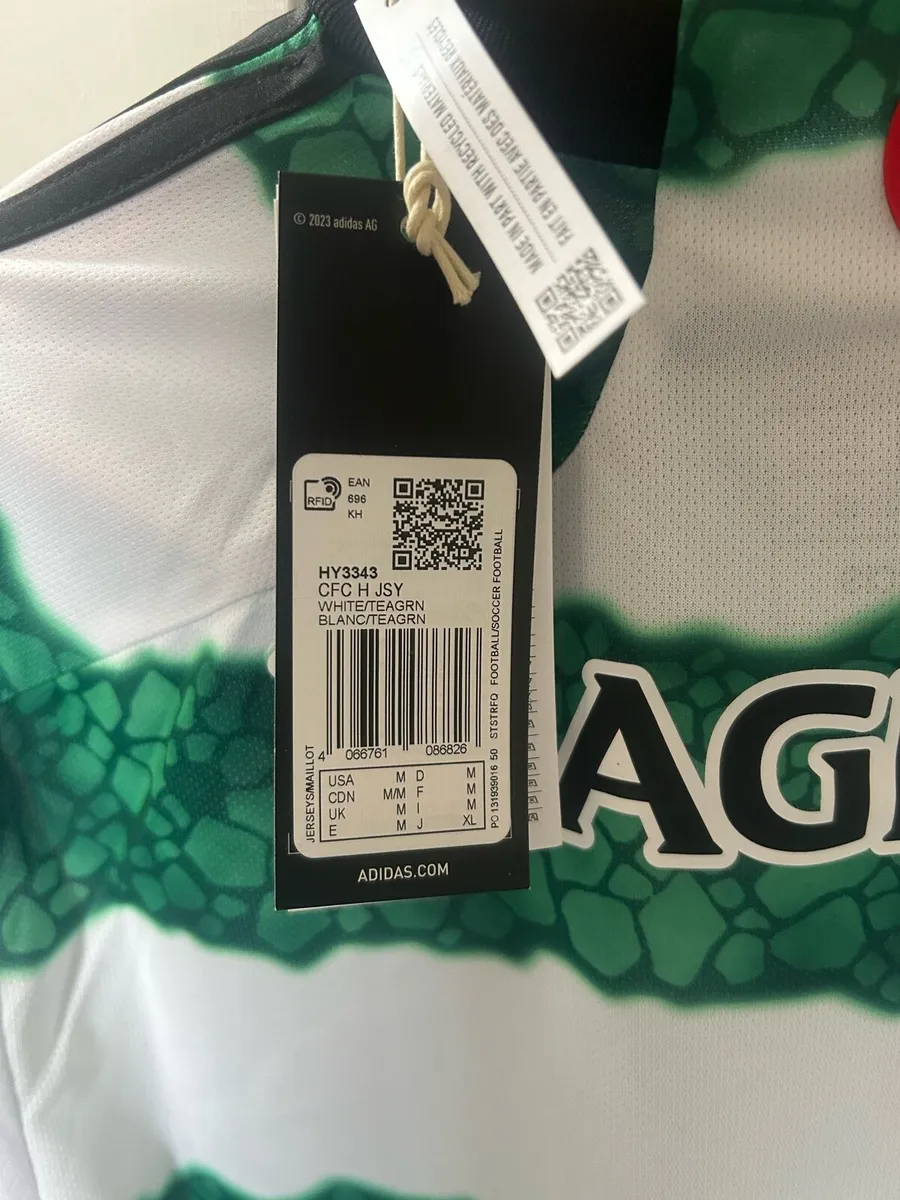 MADE IN PART WITH RECYCLED MATERIALS
FAIT EN PARTIE AVEC DES MATÉRIAUX RECYCLÉS
© 2023 adidas AG
RFID
EAN
696
KH
HY3343
CFC H JSY
WHITE/TEAGRN
BLANC/TEAGRN
4 066761 086826
USA M D M
CDN M/M F M
UK M I M
E M J XL
JERSEYS/MAILLOT
PO 131939016 50 STSTRFQ FOOTBALL/SOCCER FOOTBALL
ADIDAS.COM
AG